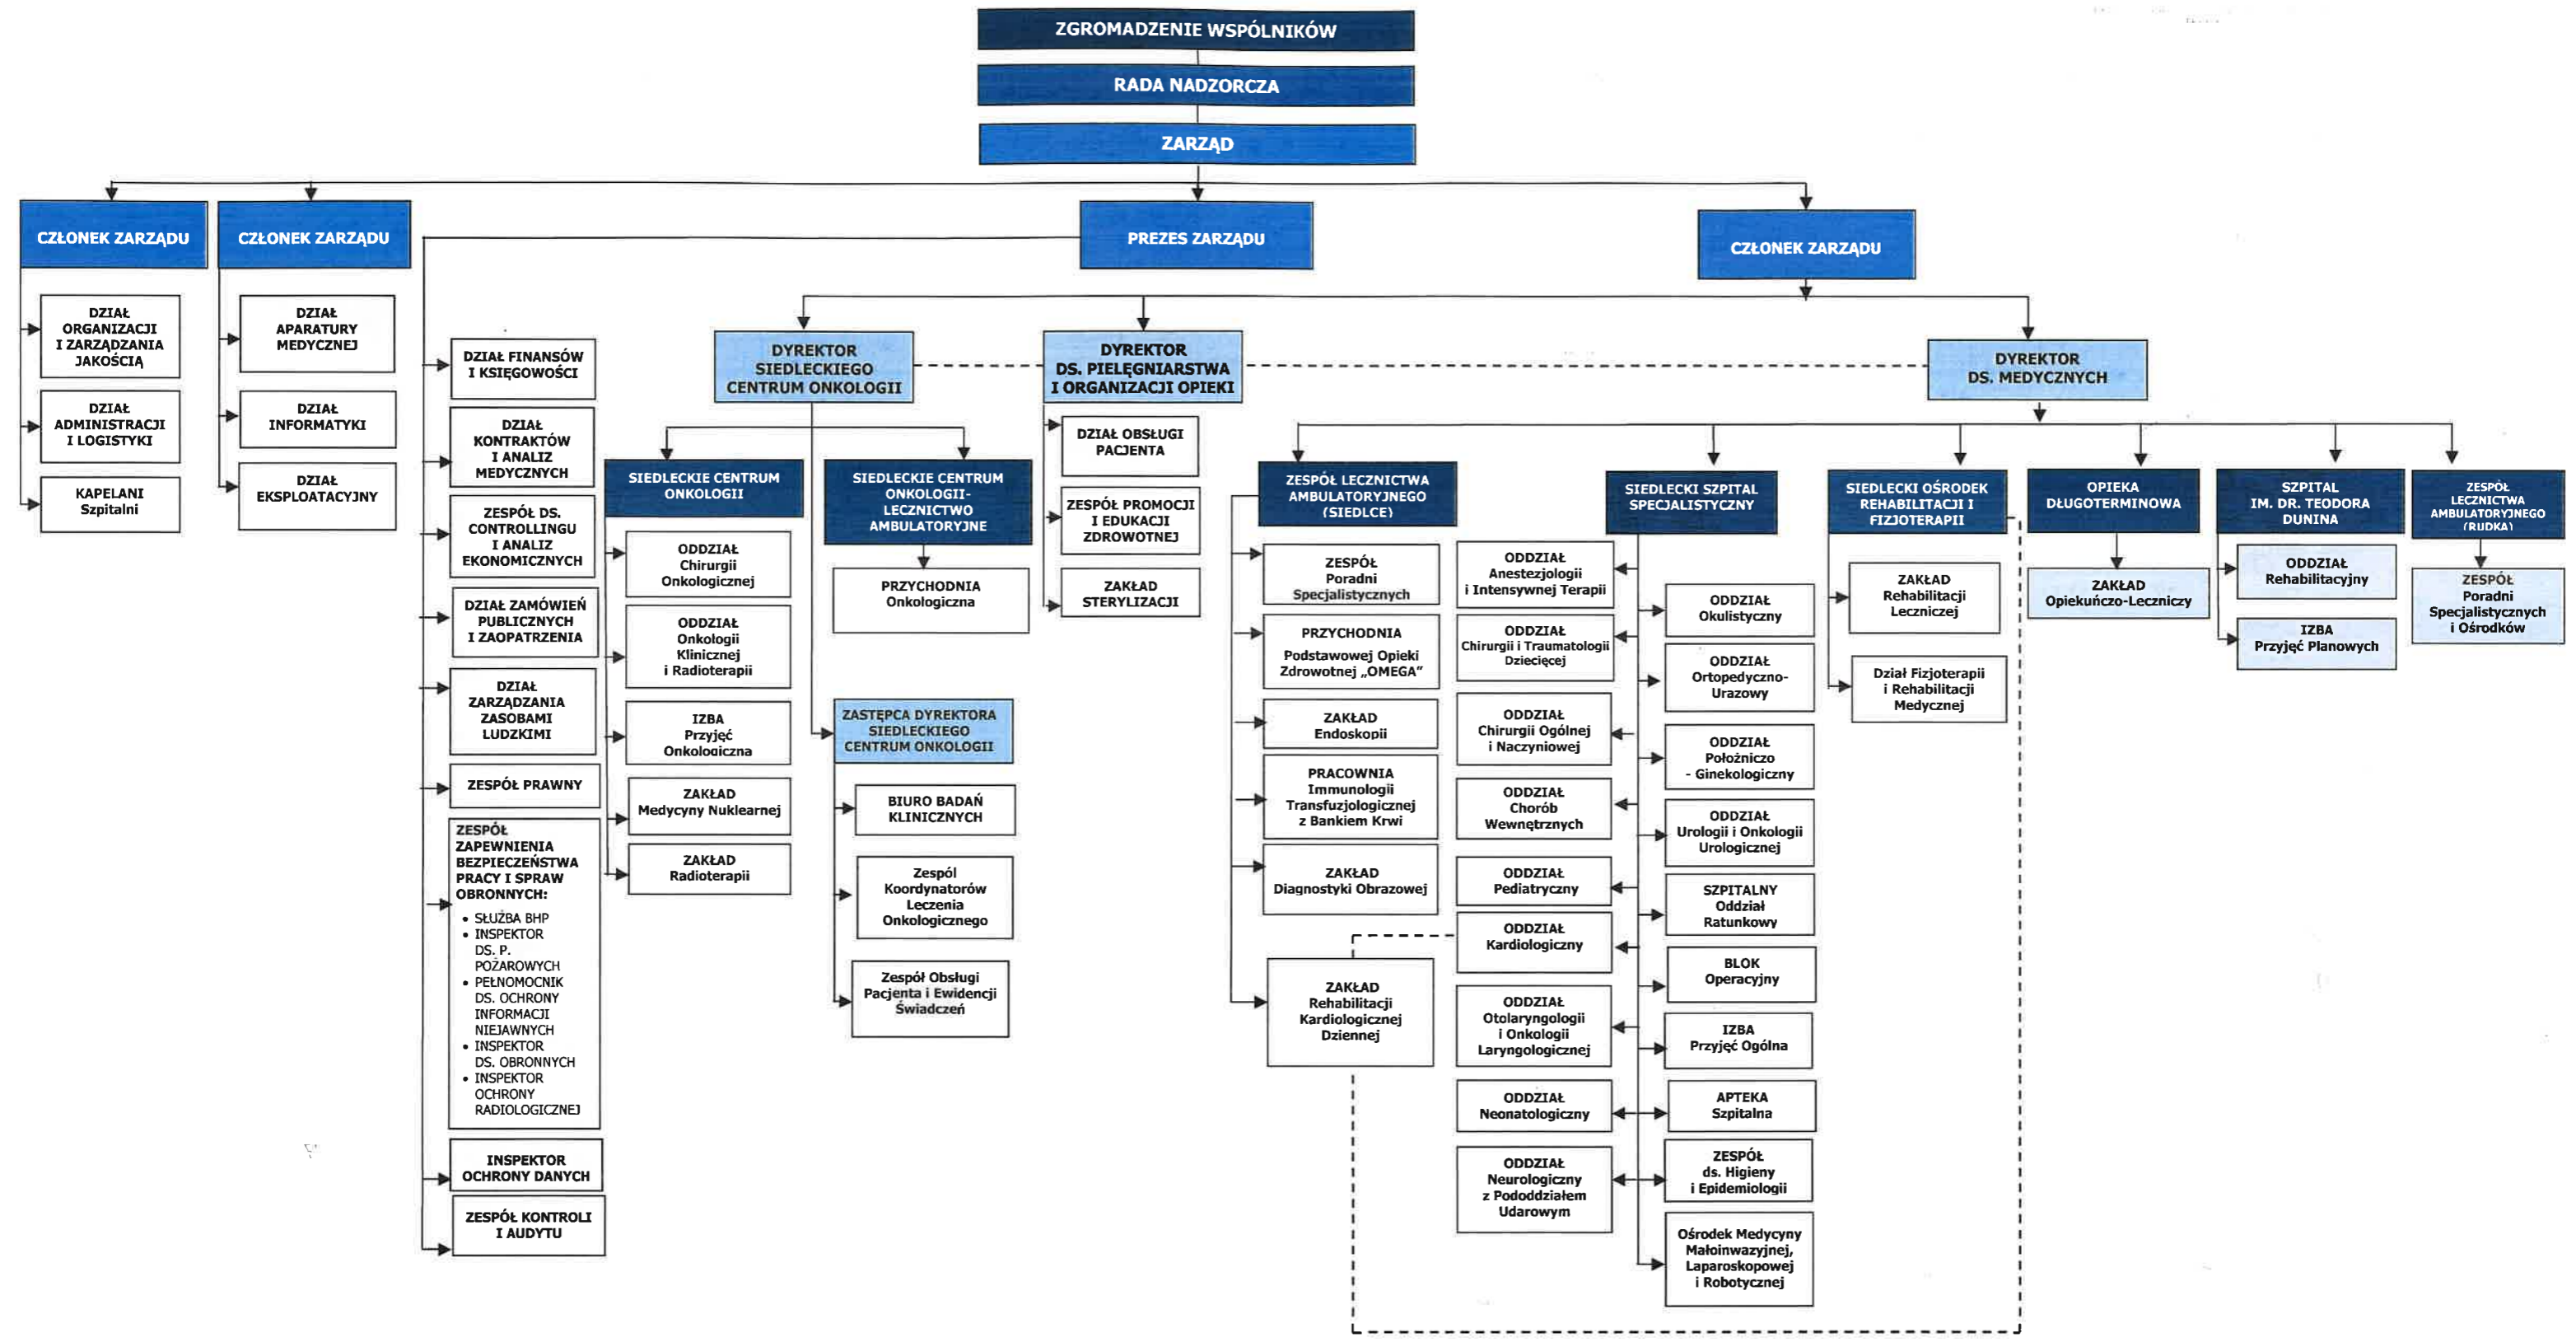 ZGROMADZENIE WSPÓLNIKÓW
RADA NADZORCZA
ZARZĄD
CZŁONEK ZARZĄDU
CZŁONEK ZARZĄDU
PREZES ZARZĄDU
CZŁONEK ZARZĄDU
DZIAŁ
ORGANIZACJI
I ZARZĄDZANIA
JAKOŚCIĄ
DZIAŁ
ADMINISTRACJI
I LOGISTYKI
KAPELANI
Szpitalni
DZIAŁ
APARATURY
MEDYCZNEJ
DZIAŁ
INFORMATYKI
DZIAŁ
EKSPLOATACYJNY
DZIAŁ FINANSÓW
I KSIĘGOWOŚCI
DZIAŁ
KONTRAKTÓW
I ANALIZ
MEDYCZNYCH
ZESPÓŁ DS.
CONTROLLINGU
I ANALIZ
EKONOMICZNYCH
DZIAŁ ZAMÓWIEŃ
PUBLICZNYCH
I ZAOPATRZENIA
DZIAŁ
ZARZĄDZANIA
ZASOBAMI
LUDZKIMI
ZESPÓŁ PRAWNY
ZESPÓŁ
ZAPEWNIENIA
BEZPIECZEŃSTWA
PRACY I SPRAW
OBRONNYCH:
• SŁUŻBA BHP
• INSPEKTOR
DS. P.
POŻAROWYCH
• PEŁNOMOCNIK
DS. OCHRONY
INFORMACJI
NIEJAWNYCH
• INSPEKTOR
DS. OBRONNYCH
• INSPEKTOR
OCHRONY
RADIOLOGICZNEJ
INSPEKTOR
OCHRONY DANYCH
ZESPÓŁ KONTROLI
I AUDYTU
DYREKTOR
SIEDLECKIEGO
CENTRUM ONKOLOGII
DYREKTOR
DS. PIELĘGNIARSTWA
I ORGANIZACJI OPIEKI
DYREKTOR
DS. MEDYCZNYCH
SIEDLECKIE CENTRUM
ONKOLOGII
ODDZIAŁ
Chirurgii
Onkologicznej
ODDZIAŁ
Onkologii
Klinicznej
i Radioterapii
IZBA
Przyjęć
Onkologiczna
ZAKŁAD
Medycyny Nuklearnej
ZAKŁAD
Radioterapii
SIEDLECKIE CENTRUM
ONKOLOGII-
LECZNICTWO
AMBULATORYJNE
PRZYCHODNIA
Onkologiczna
ZASTĘPCA DYREKTORA
SIEDLECKIEGO
CENTRUM ONKOLOGII
BIURO BADAŃ
KLINICZNYCH
Zespól
Koordynatorów
Leczenia
Onkologicznego
Zespół Obsługi
Pacjenta i Ewidencji
Świadczeń
DZIAŁ OBSŁUGI
PACJENTA
ZESPÓŁ PROMOCJI
I EDUKACJI
ZDROWOTNEJ
ZAKŁAD
STERYLIZACJI
ZESPÓŁ LECZNICTWA
AMBULATORYJNEGO
(SIEDLCE)
ZESPÓŁ
Poradni
Specjalistycznych
PRZYCHODNIA
Podstawowej Opieki
Zdrowotnej „OMEGA”
ZAKŁAD
Endoskopii
PRACOWNIA
Immunologii
Transfuzjologicznej
z Bankiem Krwi
ZAKŁAD
Diagnostyki Obrazowej
ZAKŁAD
Rehabilitacji
Kardiologicznej
Dziennej
SIEDLECKI SZPITAL
SPECJALISTYCZNY
ODDZIAŁ
Anestezjologii
i Intensywnej Terapii
ODDZIAŁ
Chirurgii i Traumatologii
Dziecięcej
ODDZIAŁ
Chirurgii Ogólnej
i Naczyniowej
ODDZIAŁ
Chorób
Wewnętrznych
ODDZIAŁ
Pediatryczny
ODDZIAŁ
Kardiologiczny
ODDZIAŁ
Otolaryngologii
i Onkologii
Laryngologicznej
ODDZIAŁ
Neonatologiczny
ODDZIAŁ
Neurologiczny
z Pododdziałem
Udarowym
ODDZIAŁ
Okulistyczny
ODDZIAŁ
Ortopedyczno-
Urazowy
ODDZIAŁ
Położniczo
- Ginekologiczny
ODDZIAŁ
Urologii i Onkologii
Urologicznej
SZPITALNY
Oddział
Ratunkowy
BLOK
Operacyjny
IZBA
Przyjęć Ogólna
APTEKA
Szpitalna
ZESPÓŁ
ds. Higieny
i Epidemiologii
Ośrodek Medycyny
Małoinwazyjnej,
Laparoskopowej
i Robotycznej
SIEDLECKI OŚRODEK
REHABILITACJI I
FIZJOTERAPII
ZAKŁAD
Rehabilitacji
Leczniczej
Dział Fizjoterapii
i Rehabilitacji
Medycznej
OPIEKA
DŁUGOTERMINOWA
ZAKŁAD
Opiekuńczo-Leczniczy
SZPITAL
IM. DR. TEODORA
DUNINA
ODDZIAŁ
Rehabilitacyjny
IZBA
Przyjęć Planowych
ZESPÓŁ
LECZNICTWA
AMBULATORYJNEGO
(RUDKA)
ZESPÓŁ
Poradni
Specjalistycznych
i Ośrodków